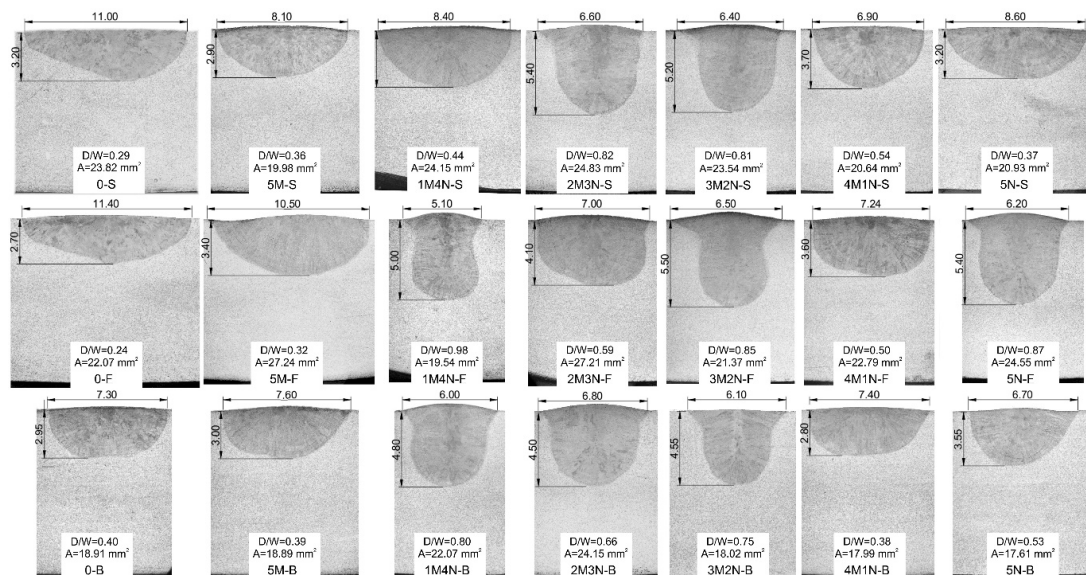 11.00
3.20
D/W=0.29
A=23.82 mm²
0-S
8.10
2.90
D/W=0.36
A=19.98 mm²
5M-S
8.40
D/W=0.44
A=24.15 mm²
1M4N-S
6.60
5.40
D/W=0.82
A=24.83 mm²
2M3N-S
6.40
5.20
D/W=0.81
A=23.54 mm²
3M2N-S
6.90
3.70
D/W=0.54
A=20.64 mm²
4M1N-S
8.60
3.20
D/W=0.37
A=20.93 mm²
5N-S
11.40
2.70
D/W=0.24
A=22.07 mm²
0-F
10.50
3.40
D/W=0.32
A=27.24 mm²
5M-F
5.10
5.00
D/W=0.98
A=19.54 mm²
1M4N-F
7.00
4.10
D/W=0.59
A=27.21 mm²
2M3N-F
6.50
5.50
D/W=0.85
A=21.37 mm²
3M2N-F
7.24
3.60
D/W=0.50
A=22.79 mm²
4M1N-F
6.20
5.40
D/W=0.87
A=24.55 mm²
5N-F
7.30
2.95
D/W=0.40
A=18.91 mm²
0-B
7.60
3.00
D/W=0.39
A=18.89 mm²
5M-B
6.00
4.80
D/W=0.80
A=22.07 mm²
1M4N-B
6.80
4.50
D/W=0.66
A=24.15 mm²
2M3N-B
6.10
4.55
D/W=0.75
A=18.02 mm²
3M2N-B
7.40
2.80
D/W=0.38
A=17.99 mm²
4M1N-B
6.70
3.55
D/W=0.53
A=17.61 mm²
5N-B